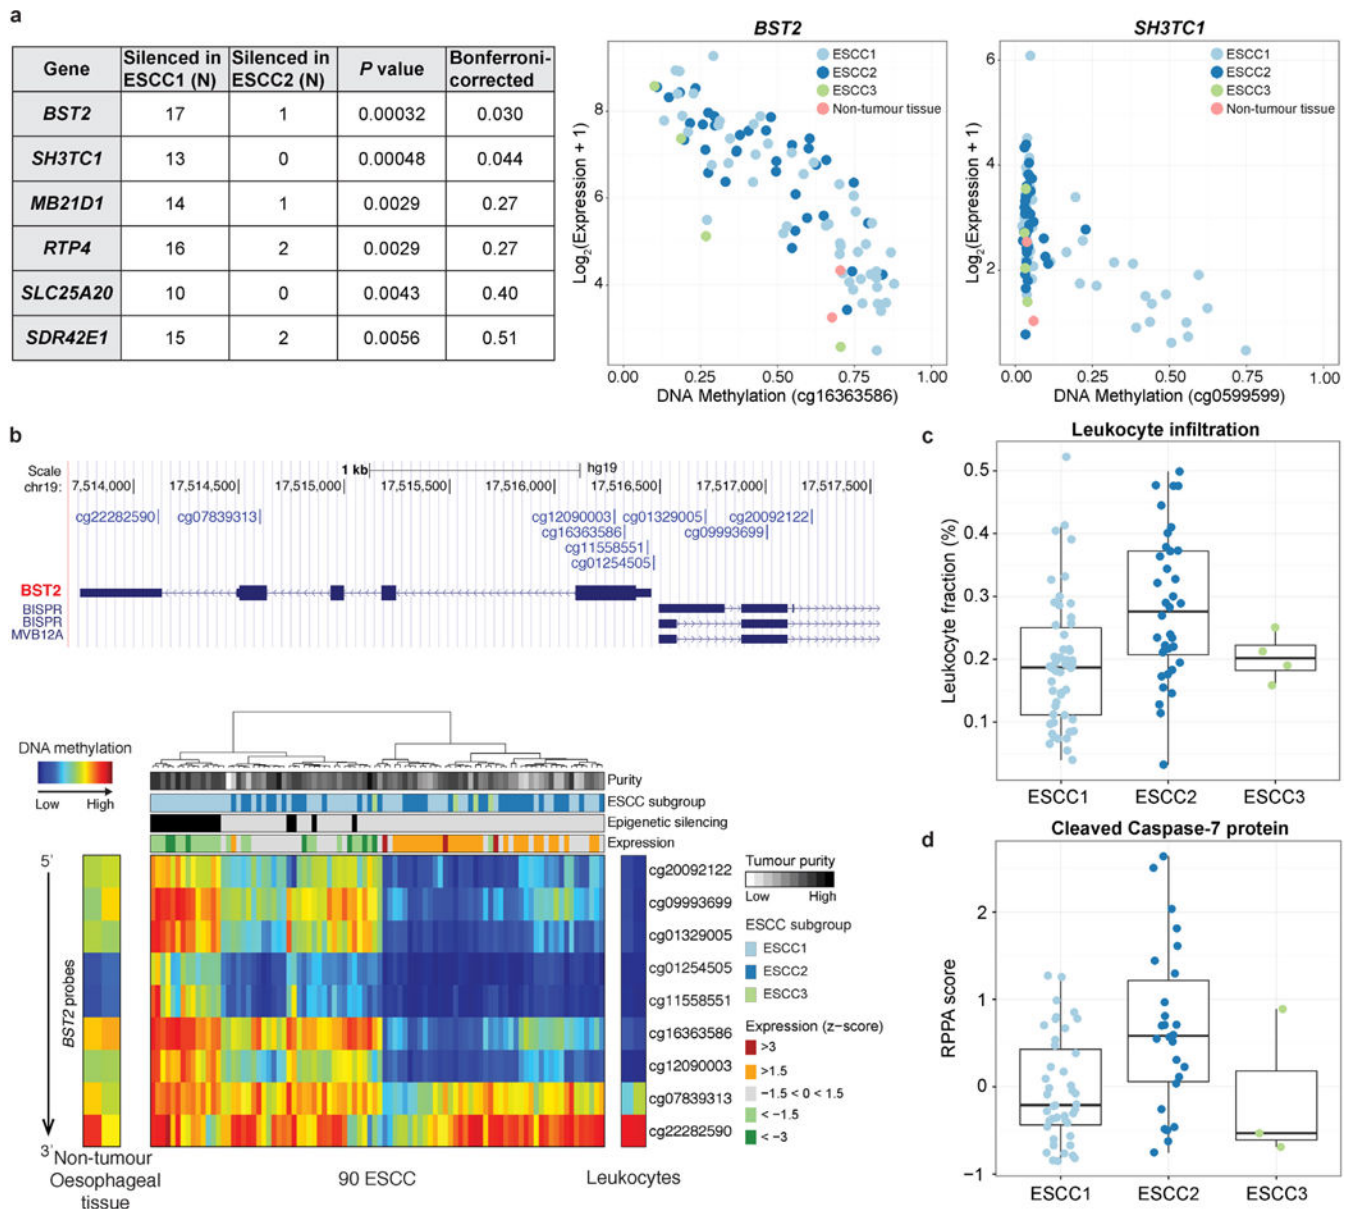 a
Gene | Silenced in ESCC1 (N) | Silenced in ESCC2 (N) | P value | Bonferroni-corrected
BST2 | 17 | 1 | 0.00032 | 0.030
SH3TC1 | 13 | 0 | 0.00048 | 0.044
MB21D1 | 14 | 1 | 0.0029 | 0.27
RTP4 | 16 | 2 | 0.0029 | 0.27
SLC25A20 | 10 | 0 | 0.0043 | 0.40
SDR42E1 | 15 | 2 | 0.0056 | 0.51
BST2
ESCC1
ESCC2
ESCC3
Non-tumour tissue
Log2(Expression + 1)
8
6
4
0.00 0.25 0.50 0.75 1.00
DNA Methylation (cg16363586)
SH3TC1
ESCC1
ESCC2
ESCC3
Non-tumour tissue
Log2(Expression + 1)
6
4
2
0.00 0.25 0.50 0.75 1.00
DNA Methylation (cg0599599)
b
Scale 1 kb hg19
chr19: 17,514,000 17,514,500 17,515,000 17,515,500 17,516,000 17,516,500 17,517,000 17,517,500
cg22282590 cg07839313 cg12090003 cg01329005 cg20092122
cg16363586 cg09993699
cg11558551
cg01254505
BST2
BISPR
BISPR
MVB12A
DNA methylation
Low High
Purity
ESCC subgroup
Epigenetic silencing
Expression
5'
BST2 probes
3'
cg20092122
cg09993699
cg01329005
cg01254505
cg11558551
cg16363586
cg12090003
cg07839313
cg22282590
Non-tumour
Oesophageal
tissue
90 ESCC
Leukocytes
Tumour purity
Low High
ESCC subgroup
ESCC1
ESCC2
ESCC3
Expression (z-score)
>3
>1.5
−1.5 < 0 < 1.5
< −1.5
< −3
c
Leukocyte infiltration
Leukocyte fraction (%)
0.5
0.4
0.3
0.2
0.1
ESCC1 ESCC2 ESCC3
d
Cleaved Caspase-7 protein
RPPA score
2
1
0
−1
ESCC1 ESCC2 ESCC3